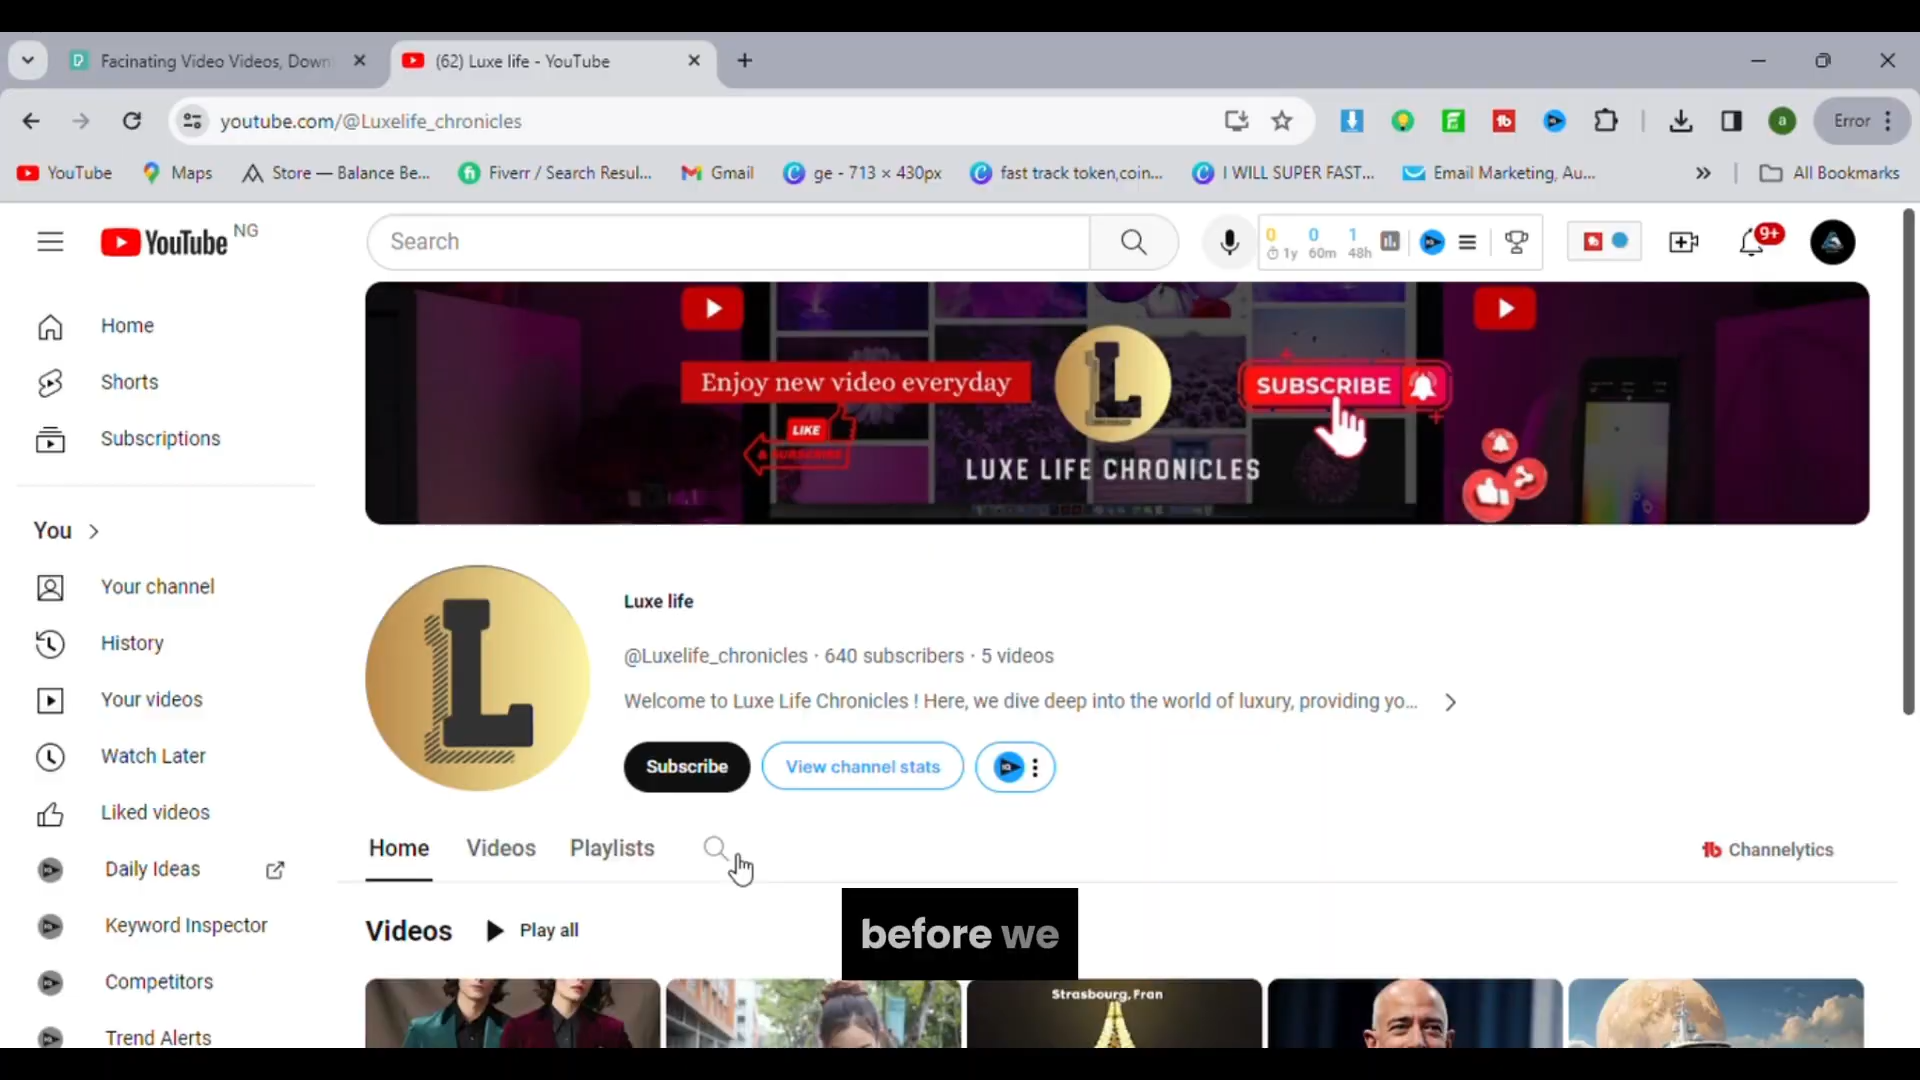 Facinating Video Videos, Down
(62) Luxe life - YouTube
youtube.com/@Luxelife_chronicles
Error
YouTube
Maps
Store — Balance Be...
Fiverr / Search Resul...
Gmail
ge - 713 × 430px
fast track token,coin...
I WILL SUPER FAST...
Email Marketing, Au...
All Bookmarks
YouTube NG
Search
0 0 1
1y 60m 48h
9+
Home
Shorts
Subscriptions
You
Your channel
History
Your videos
Watch Later
Liked videos
Daily Ideas
Keyword Inspector
Competitors
Trend Alerts
Enjoy new video everyday
LIKE
SUBSCRIBE
L
SUBSCRIBE
LUXE LIFE CHRONICLES
L
Luxe life
@Luxelife_chronicles · 640 subscribers · 5 videos
Welcome to Luxe Life Chronicles ! Here, we dive deep into the world of luxury, providing yo...
Subscribe
View channel stats
Home
Videos
Playlists
tb Channelytics
Videos
Play all
before we
Strasbourg, Fran